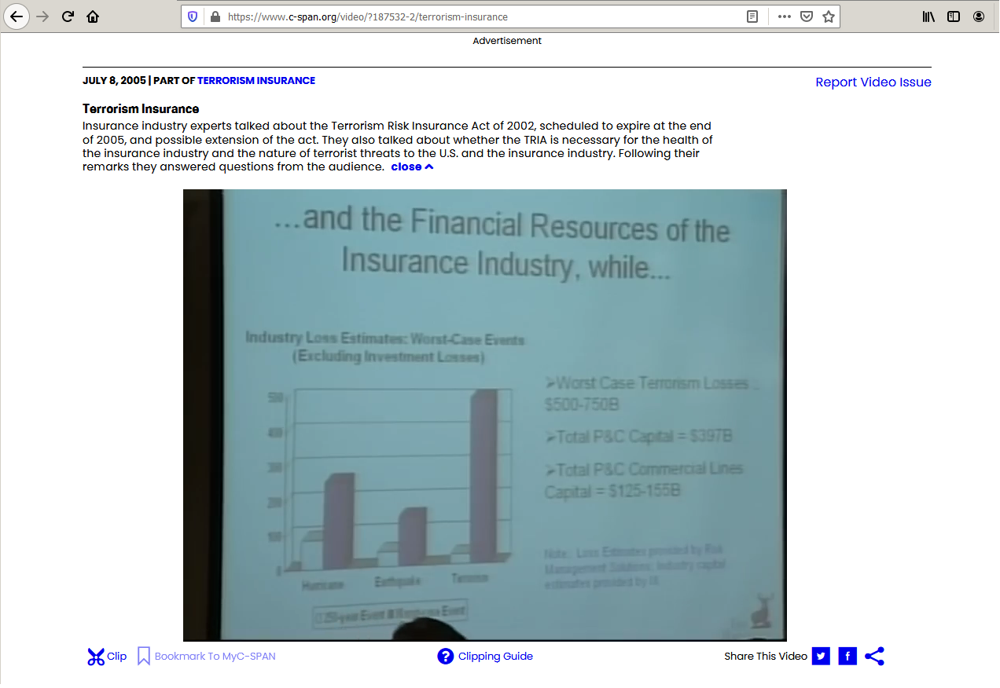 https://www.c-span.org/video/?187532-2/terrorism-insurance
Advertisement
JULY 8, 2005 | PART OF TERRORISM INSURANCE
Report Video Issue
Terrorism Insurance
Insurance industry experts talked about the Terrorism Risk Insurance Act of 2002, scheduled to expire at the end
of 2005, and possible extension of the act. They also talked about whether the TRIA is necessary for the health of
the insurance industry and the nature of terrorist threats to the U.S. and the insurance industry. Following their
remarks they answered questions from the audience. close
...and the Financial Resources of the
Insurance Industry, while...
Industry Loss Estimates: Worst-Case Events
(Excluding Investment Losses)
500
400
300
200
100
0
Hurricane Earthquake Terrorism
250-year Event Worst-case Event
➢Worst Case Terrorism Losses
$500-750B
➢Total P&C Capital = $397B
➢Total P&C Commercial Lines
Capital = $125-155B
Note: Loss Estimates provided by Risk
Management Solutions; Industry capital
estimates provided by III
Clip
Bookmark To MyC-SPAN
Clipping Guide
Share This Video